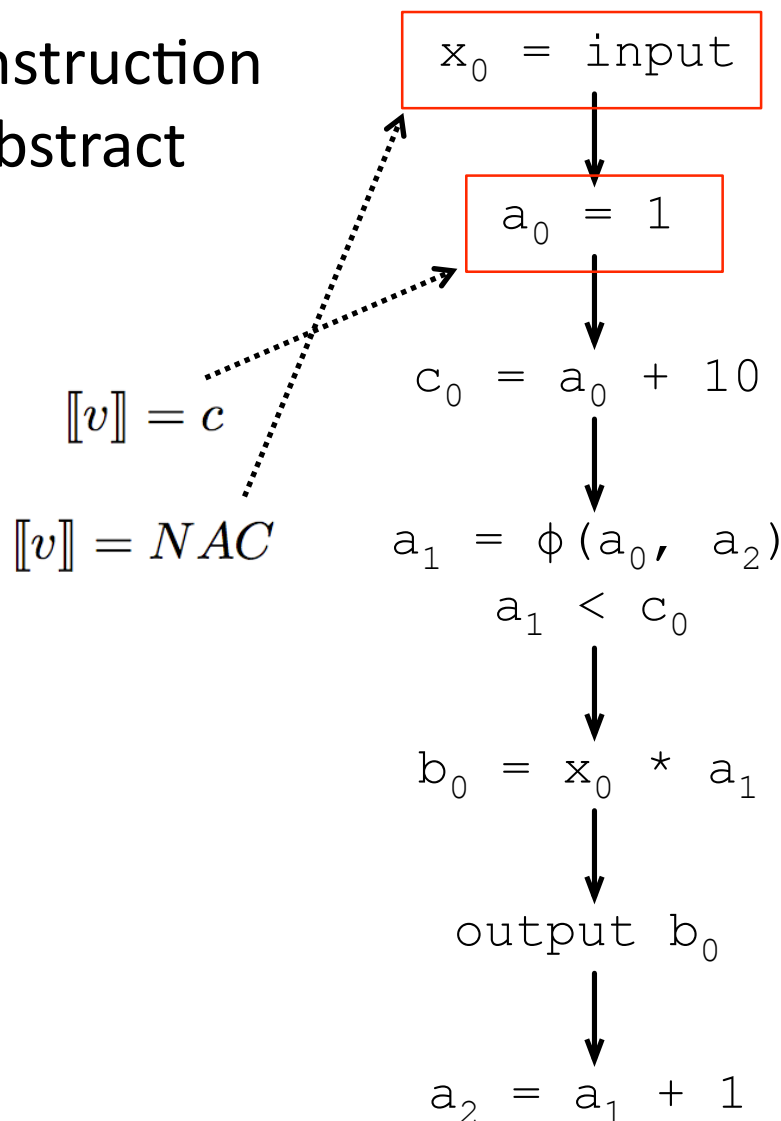 nstruction
bstract
x₀ = input
a₀ = 1
c₀ = a₀ + 10
⟦v⟧ = c
⟦v⟧ = NAC
a₁ = ϕ(a₀, a₂)
a₁ < c₀
b₀ = x₀ * a₁
output b₀
a₂ = a₁ + 1